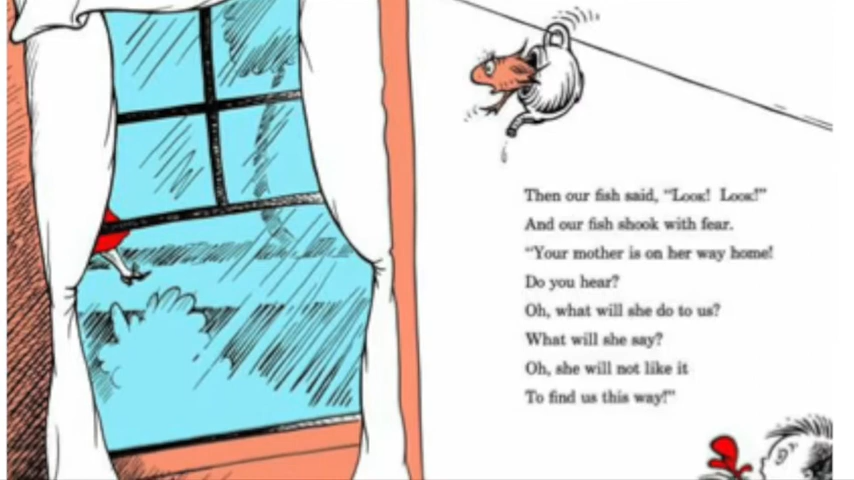 Then our fish said, “LOOK! LOOK!”
And our fish shook with fear.
“Your mother is on her way home!
Do you hear?
Oh, what will she do to us?
What will she say?
Oh, she will not like it
To find us this way!”